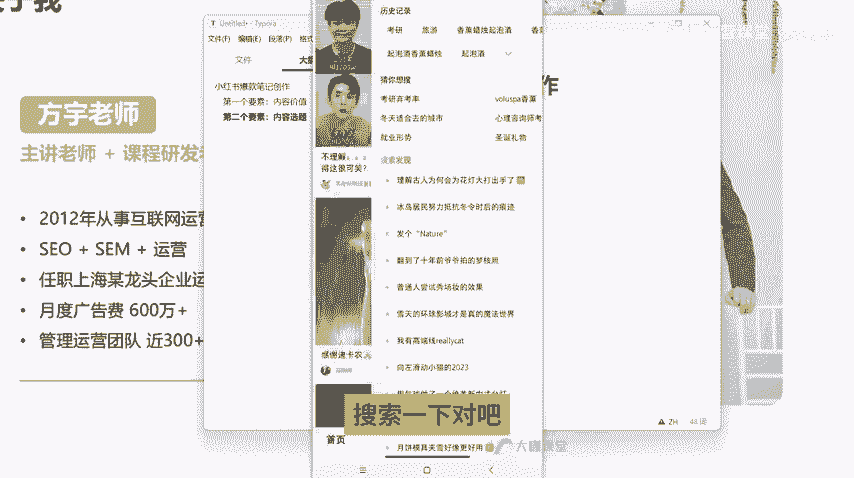 于我
方宇老师
主讲老师 + 课程研发
• 2012年从事互联网运营
• SEO + SEM + 运营
• 任职上海某龙头企业运
• 月度广告费 600万+
• 管理运营团队 近300+
Untitled - Typora
文件(F) 编辑(E) 段落(P) 格式
文件 大纲
小红书爆款笔记创作
第一个要素：内容价值
第二个要素：内容选题
作
不理解
得这很可笑?
首页
历史记录
考研 旅游 香薰蜡烛起泡酒
起泡酒香薰蜡烛 起泡酒
猜你想搜
考研弃考率 voluspa香薰
冬天适合去的城市 心理咨询师考
就业形势 圣诞礼物
搜索发现
理解古人为何会为花灯大打出手了
冰岛居民努力抵抗冬令时后的痕迹
发个“Nature”
翻到了十年前爷爷拍的梦核照
普通人尝试秀场妆的效果
雪天的环球影城才是真的魔法世界
我有高端线reallycat
向左滑动小猫的2023
月饼模具夹雪好像更好用
搜索一下对吧
ZH 48 词
大鹏课堂